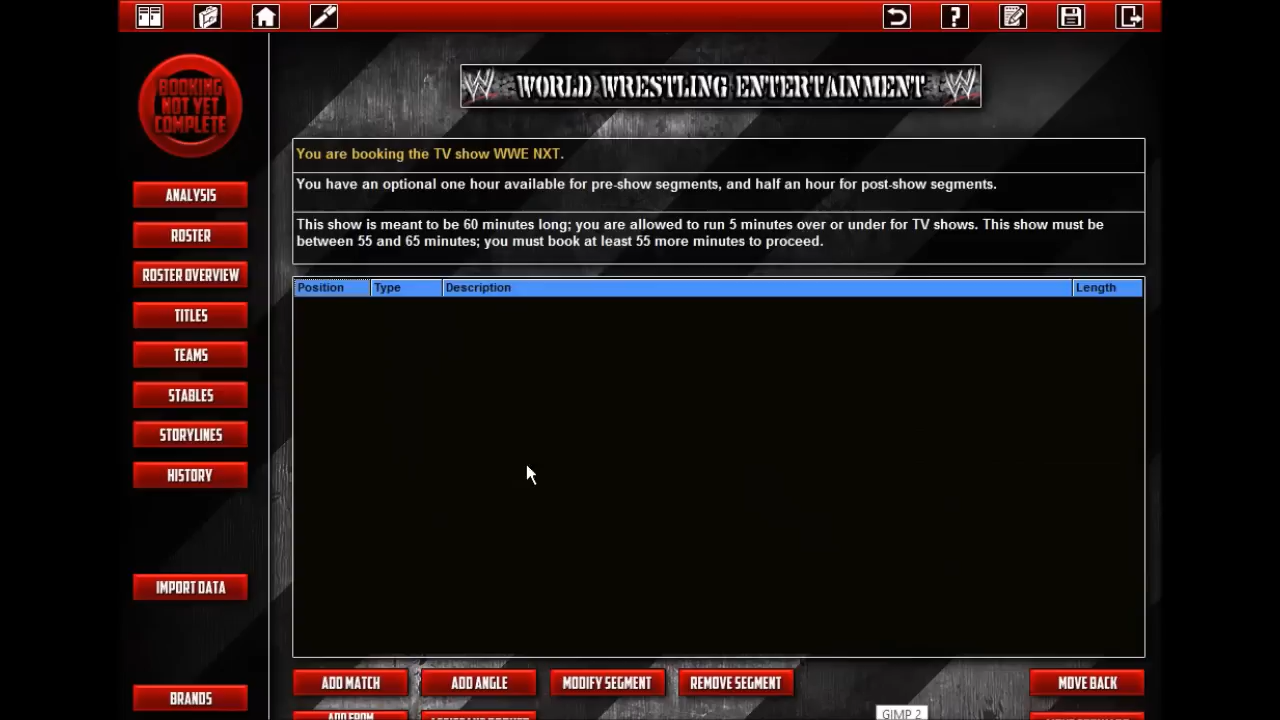 WORLD WRESTLING ENTERTAINMENT
BOOKING
NOT YET
COMPLETE
You are booking the TV show WWE NXT.
You have an optional one hour available for pre-show segments, and half an hour for post-show segments.
This show is meant to be 60 minutes long; you are allowed to run 5 minutes over or under for TV shows. This show must be
between 55 and 65 minutes; you must book at least 55 more minutes to proceed.
ANALYSIS
ROSTER
ROSTER OVERVIEW
TITLES
TEAMS
STABLES
STORYLINES
HISTORY
IMPORT DATA
BRANDS
Position Type Description Length
ADD MATCH ADD ANGLE MODIFY SEGMENT REMOVE SEGMENT MOVE BACK
ADD FROM
GIMP 2